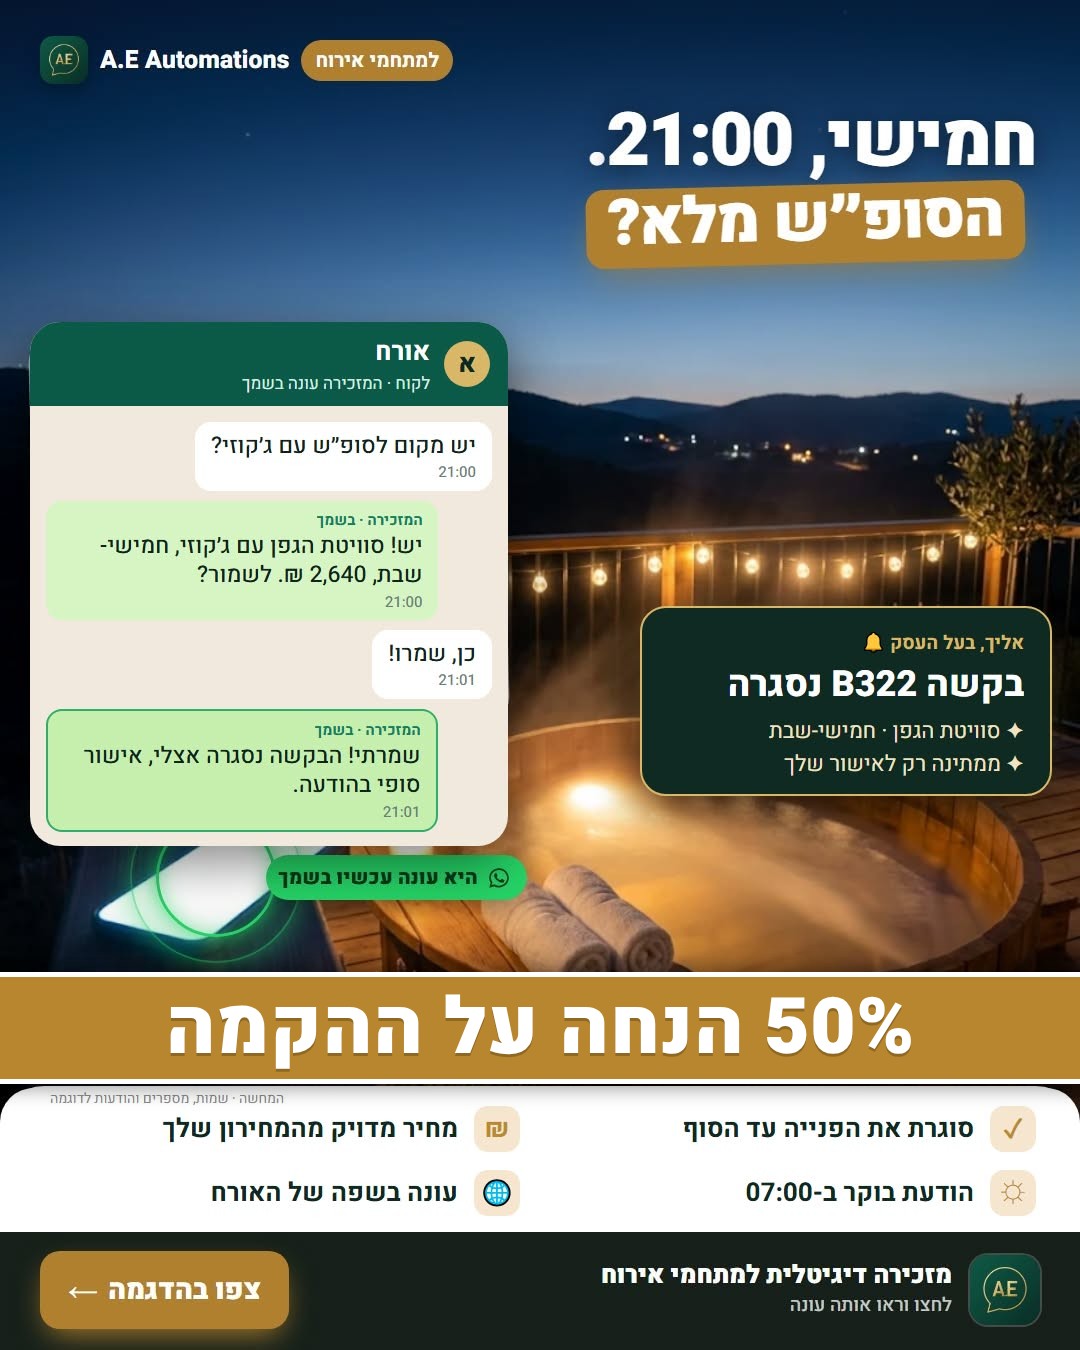 A.E Automations
למתחמי אירוח
חמישי, 21:00.
הסופ״ש מלא?
א
אורח
לקוח · המזכירה עונה בשמך
יש מקום לסופ״ש עם ג׳קוזי?
21:00
המזכירה · בשמך
יש! סוויטת הגפן עם ג׳קוזי, חמישי-
שבת, 2,640 ₪. לשמור?
21:00
כן, שמרו!
21:01
המזכירה · בשמך
שמרתי! הבקשה נסגרה אצלי, אישור
סופי בהודעה.
21:01
היא עונה עכשיו בשמך
אליך, בעל העסק 🔔
בקשה B322 נסגרה
✦ סוויטת הגפן · חמישי-שבת
✦ ממתינה רק לאישור שלך
50% הנחה על ההקמה
המחשה · שמות, מספרים והודעות לדוגמה
✓ סוגרת את הפנייה עד הסוף
₪ מחיר מדויק מהמחירון שלך
הודעת בוקר ב-07:00
עונה בשפה של האורח
AE
מזכירה דיגיטלית למתחמי אירוח
לחצו וראו אותה עונה
צפו בהדגמה ←